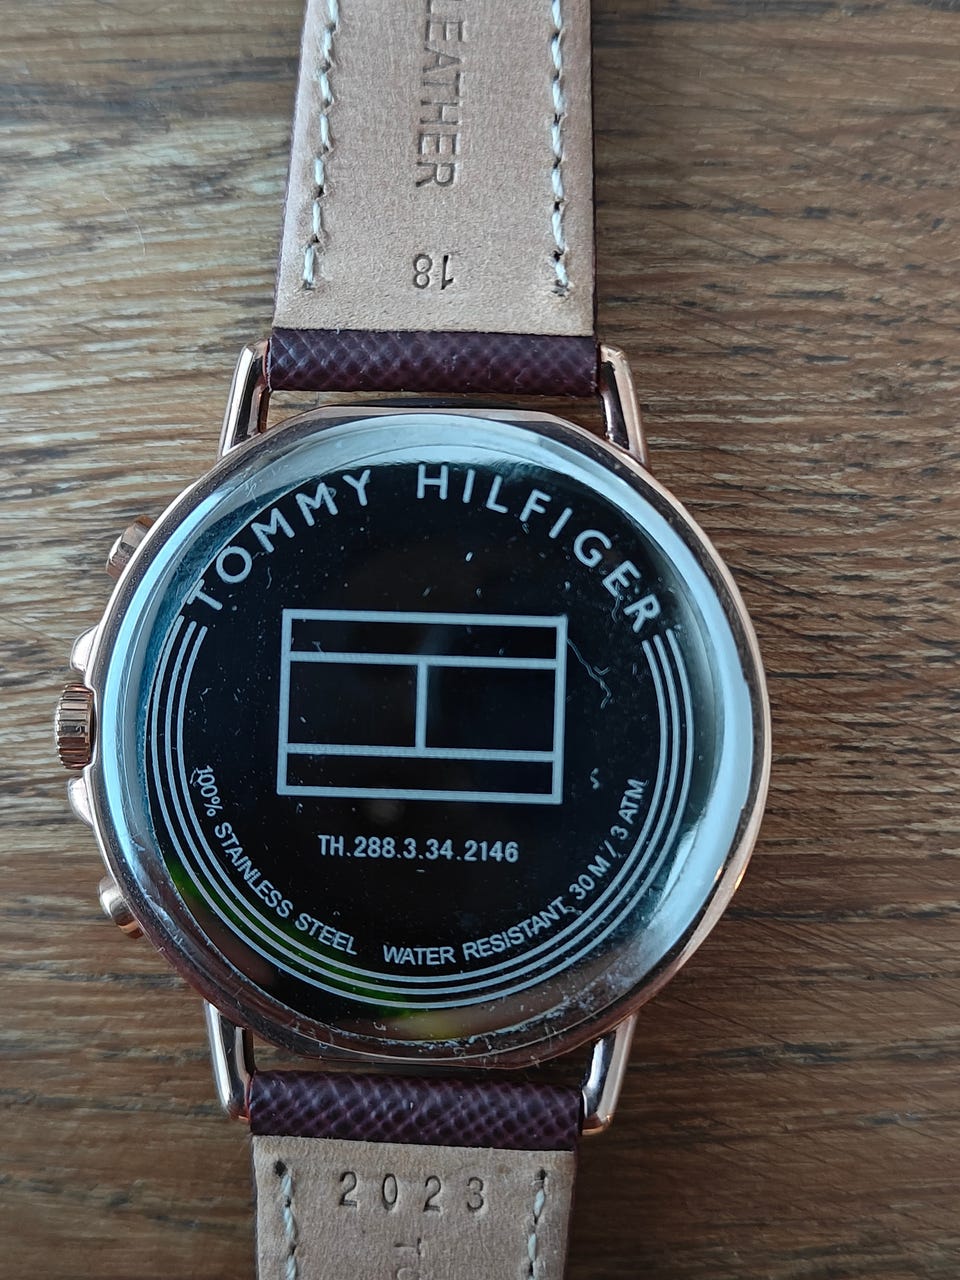 LEATHER
18
TOMMY HILFIGER
TH.288.3.34.2146
100% STAINLESS STEEL WATER RESISTANT 30 M / 3 ATM
2023